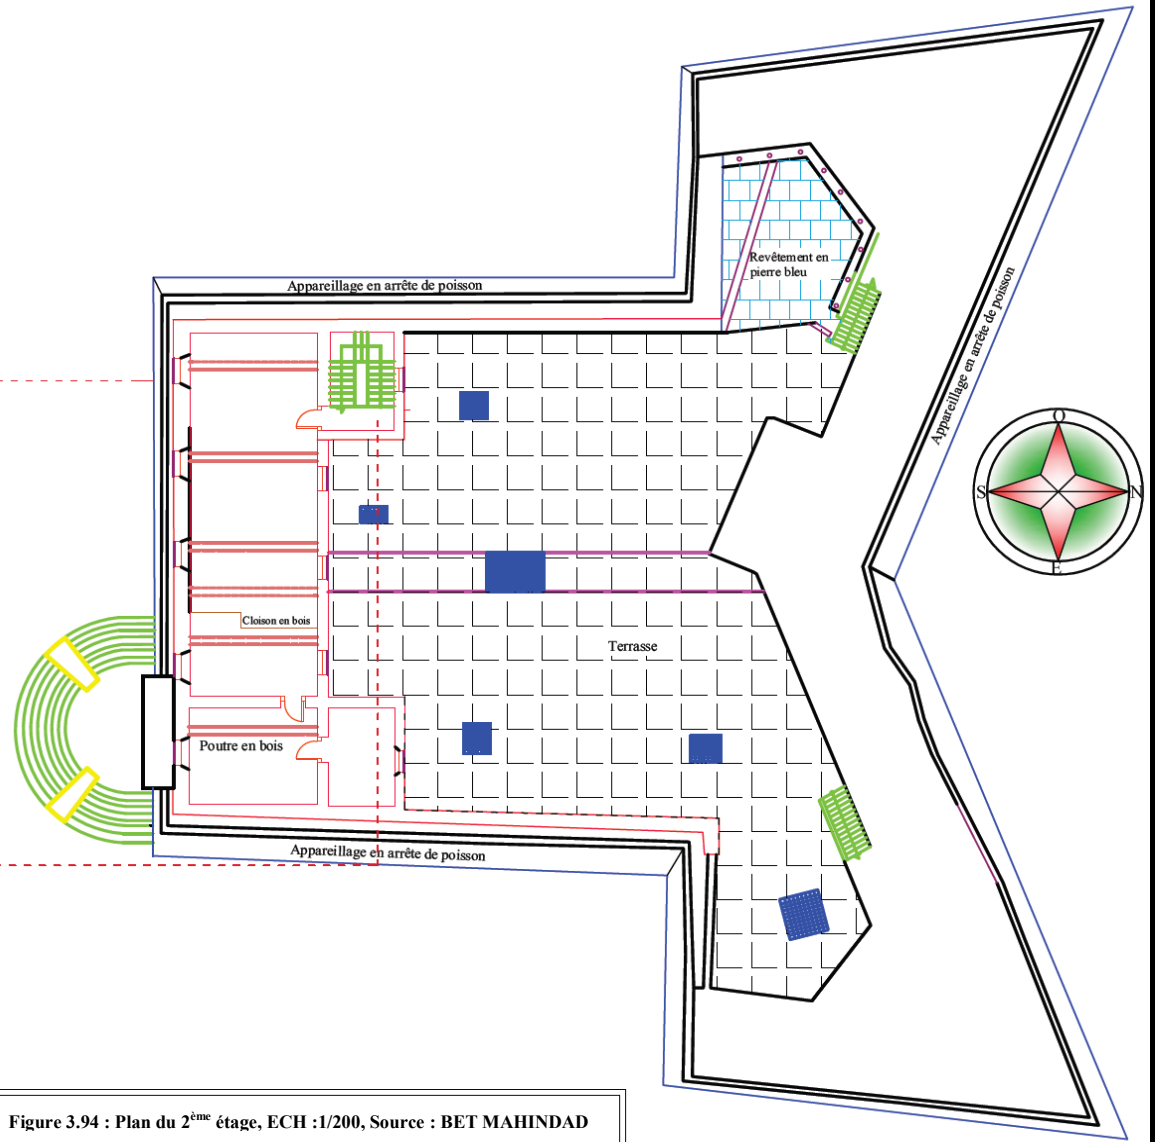 Appareillage en arrête de poisson
Revêtement en
pierre bleu
Appareillage en arrête de poisson
O
S
N
E
Cloison en bois
Terrasse
Poutre en bois
Appareillage en arrête de poisson
Figure 3.94 : Plan du 2ème étage, ECH :1/200, Source : BET MAHINDAD